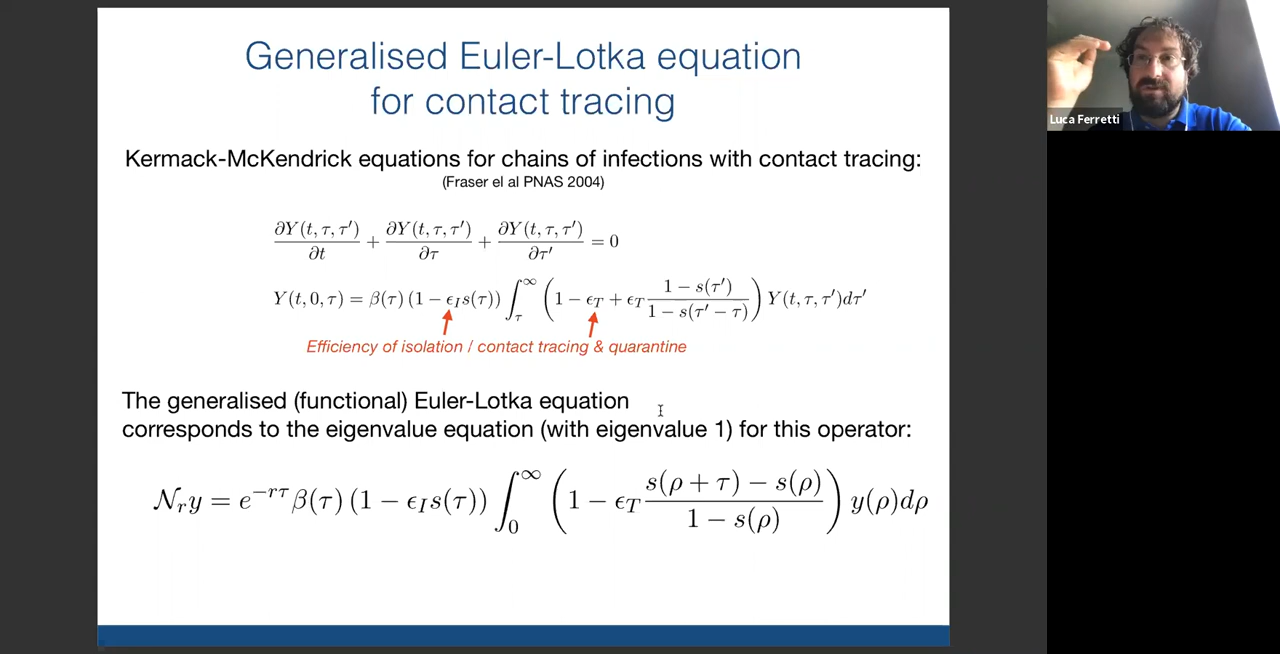 Generalised Euler-Lotka equation
for contact tracing
Kermack-McKendrick equations for chains of infections with contact tracing:
(Fraser el al PNAS 2004)
∂Y(t, τ, τ′)/∂t + ∂Y(t, τ, τ′)/∂τ + ∂Y(t, τ, τ′)/∂τ′ = 0
Y(t, 0, τ) = β(τ) (1 − ϵ_I s(τ)) ∫_τ^∞ (1 − ϵ_T + ϵ_T (1 − s(τ′))/(1 − s(τ′ − τ))) Y(t, τ, τ′)dτ′
Efficiency of isolation / contact tracing & quarantine
The generalised (functional) Euler-Lotka equation
corresponds to the eigenvalue equation (with eigenvalue 1) for this operator:
𝒩_r y = e^{−rτ} β(τ) (1 − ϵ_I s(τ)) ∫_0^∞ (1 − ϵ_T (s(ρ + τ) − s(ρ))/(1 − s(ρ))) y(ρ)dρ
Luca Ferretti